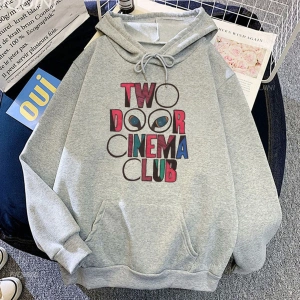 oui
TWO
DOOR
CINEMA
CLUB